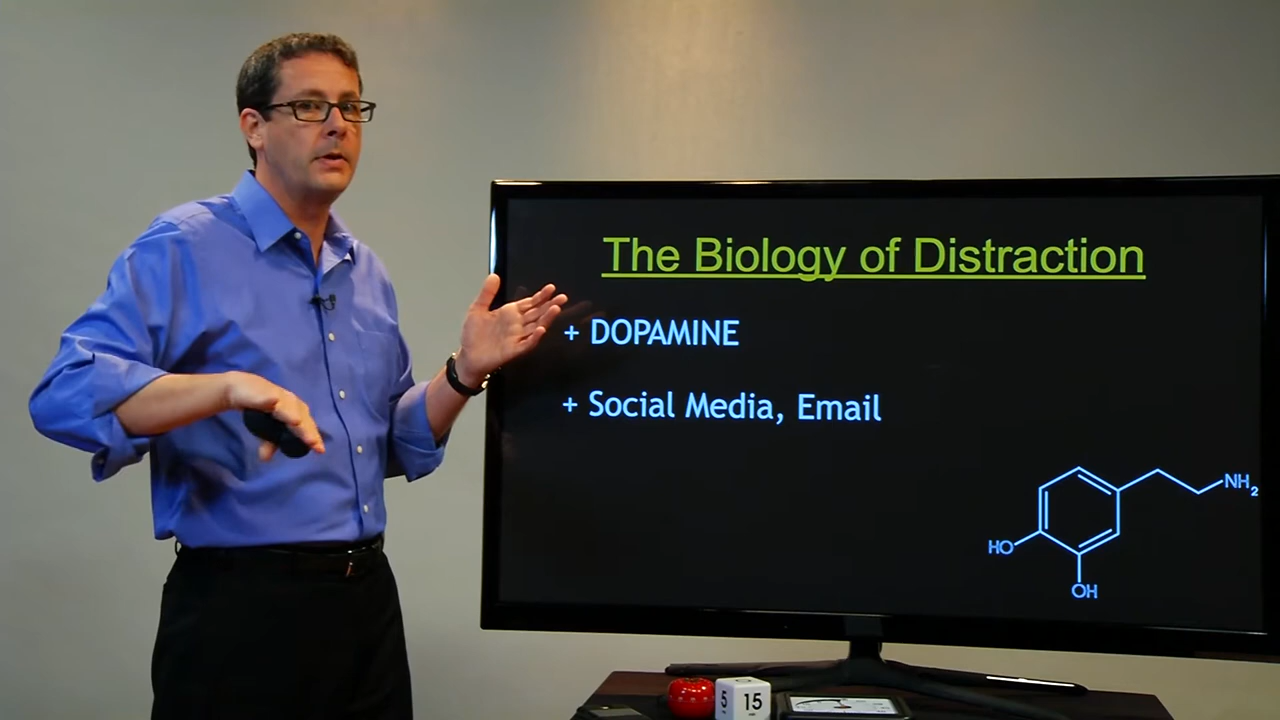 The Biology of Distraction
+ DOPAMINE
+ Social Media, Email
NH2
HO
OH
5 15